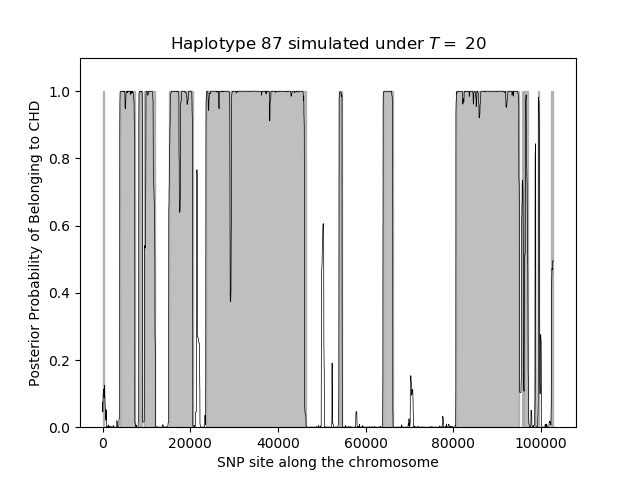 Haplotype 87 simulated under T = 20
Posterior Probability of Belonging to CHD
1.0
0.8
0.6
0.4
0.2
0.0
0 20000 40000 60000 80000 100000
SNP site along the chromosome